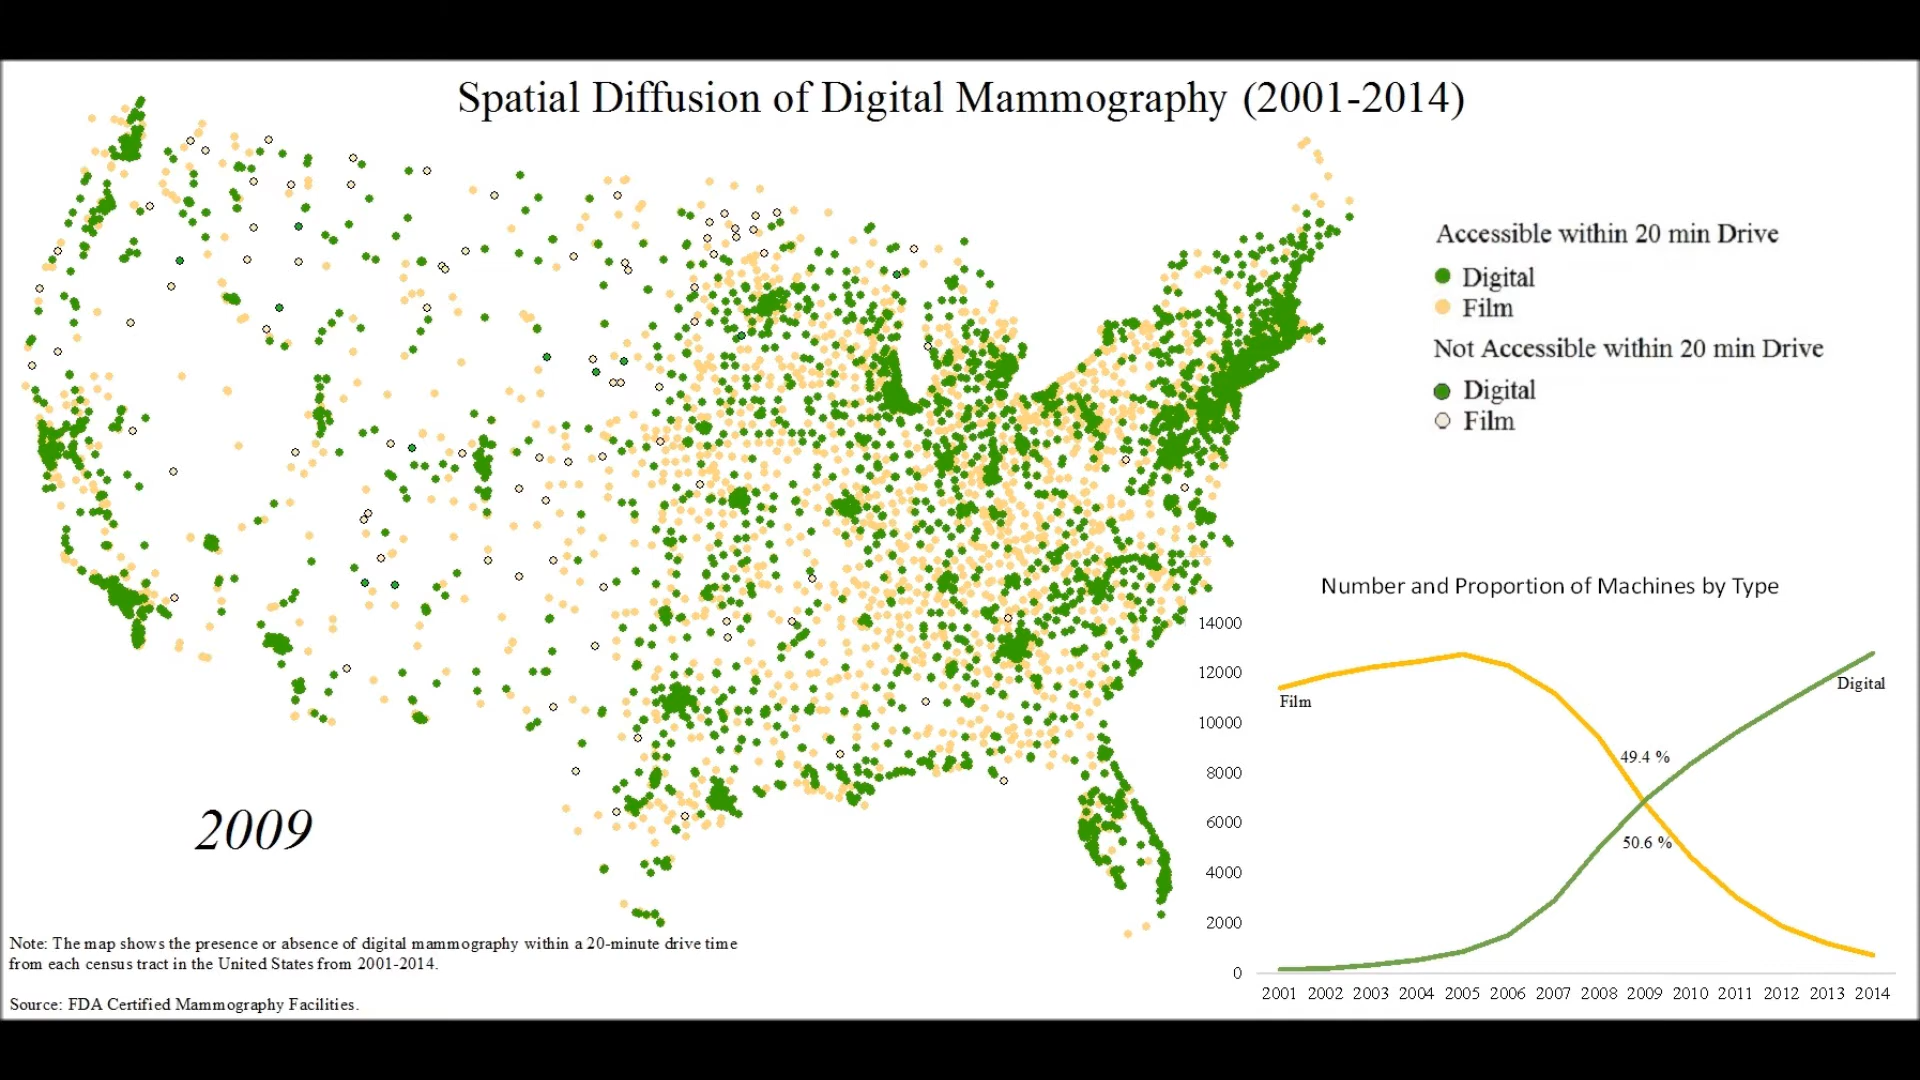 Spatial Diffusion of Digital Mammography (2001-2014)
Accessible within 20 min Drive
Digital
Film
Not Accessible within 20 min Drive
Digital
Film
2009
Note: The map shows the presence or absence of digital mammography within a 20-minute drive time
from each census tract in the United States from 2001-2014.
Source: FDA Certified Mammography Facilities.
Number and Proportion of Machines by Type
14000
12000
10000
8000
6000
4000
2000
0
Film
Digital
49.4 %
50.6 %
2001 2002 2003 2004 2005 2006 2007 2008 2009 2010 2011 2012 2013 2014